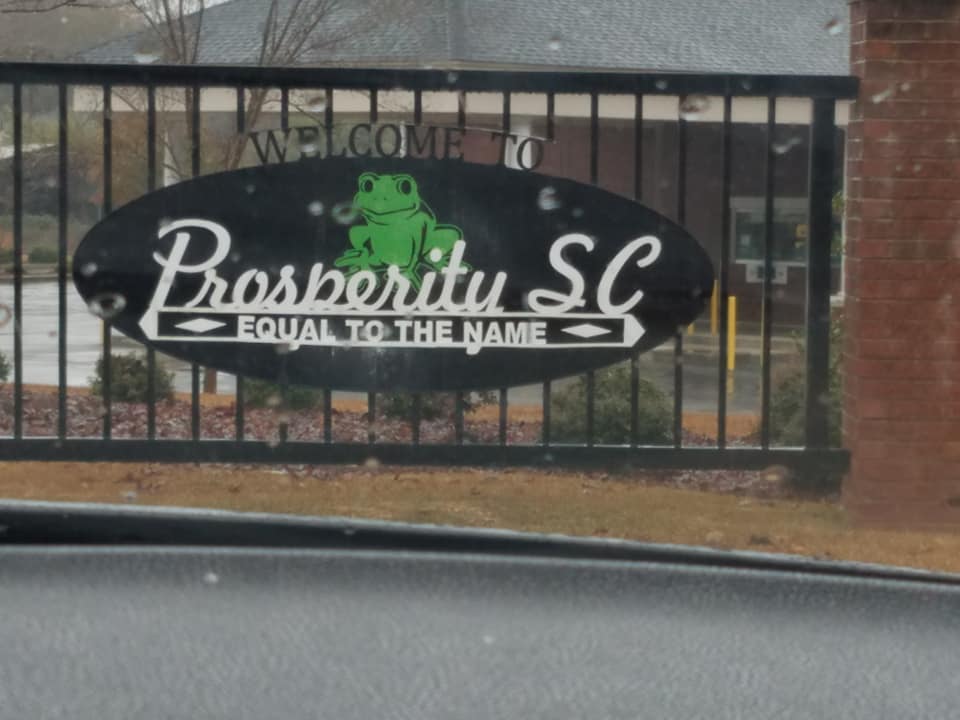 WELCOME TO
Prosperity SC
EQUAL TO THE NAME